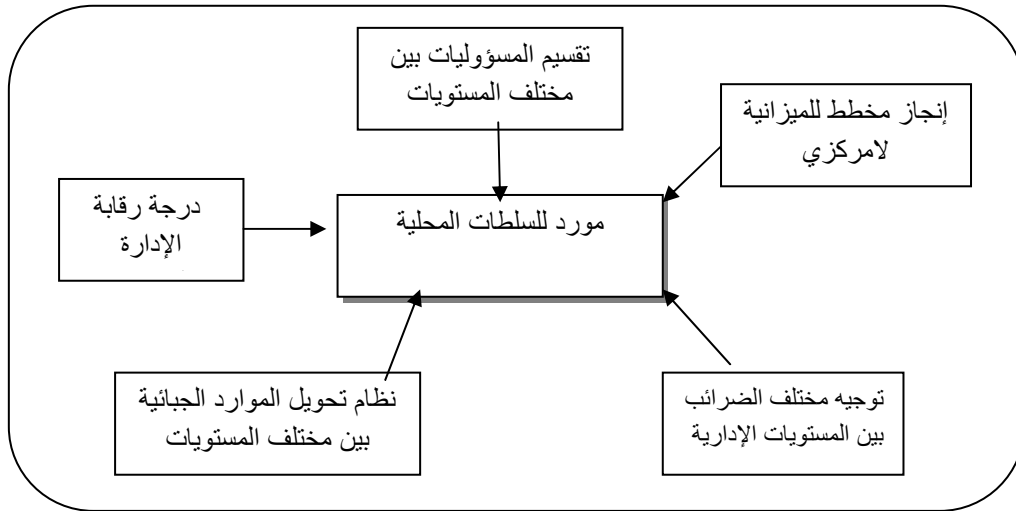 تقسيم المسؤوليات بين
مختلف المستويات
إنجاز مخطط للميزانية
لامركزي
درجة رقابة
الإدارة
مورد للسلطات المحلية
نظام تحويل الموارد الجبائية
بين مختلف المستويات
توجيه مختلف الضرائب
بين المستويات الإدارية